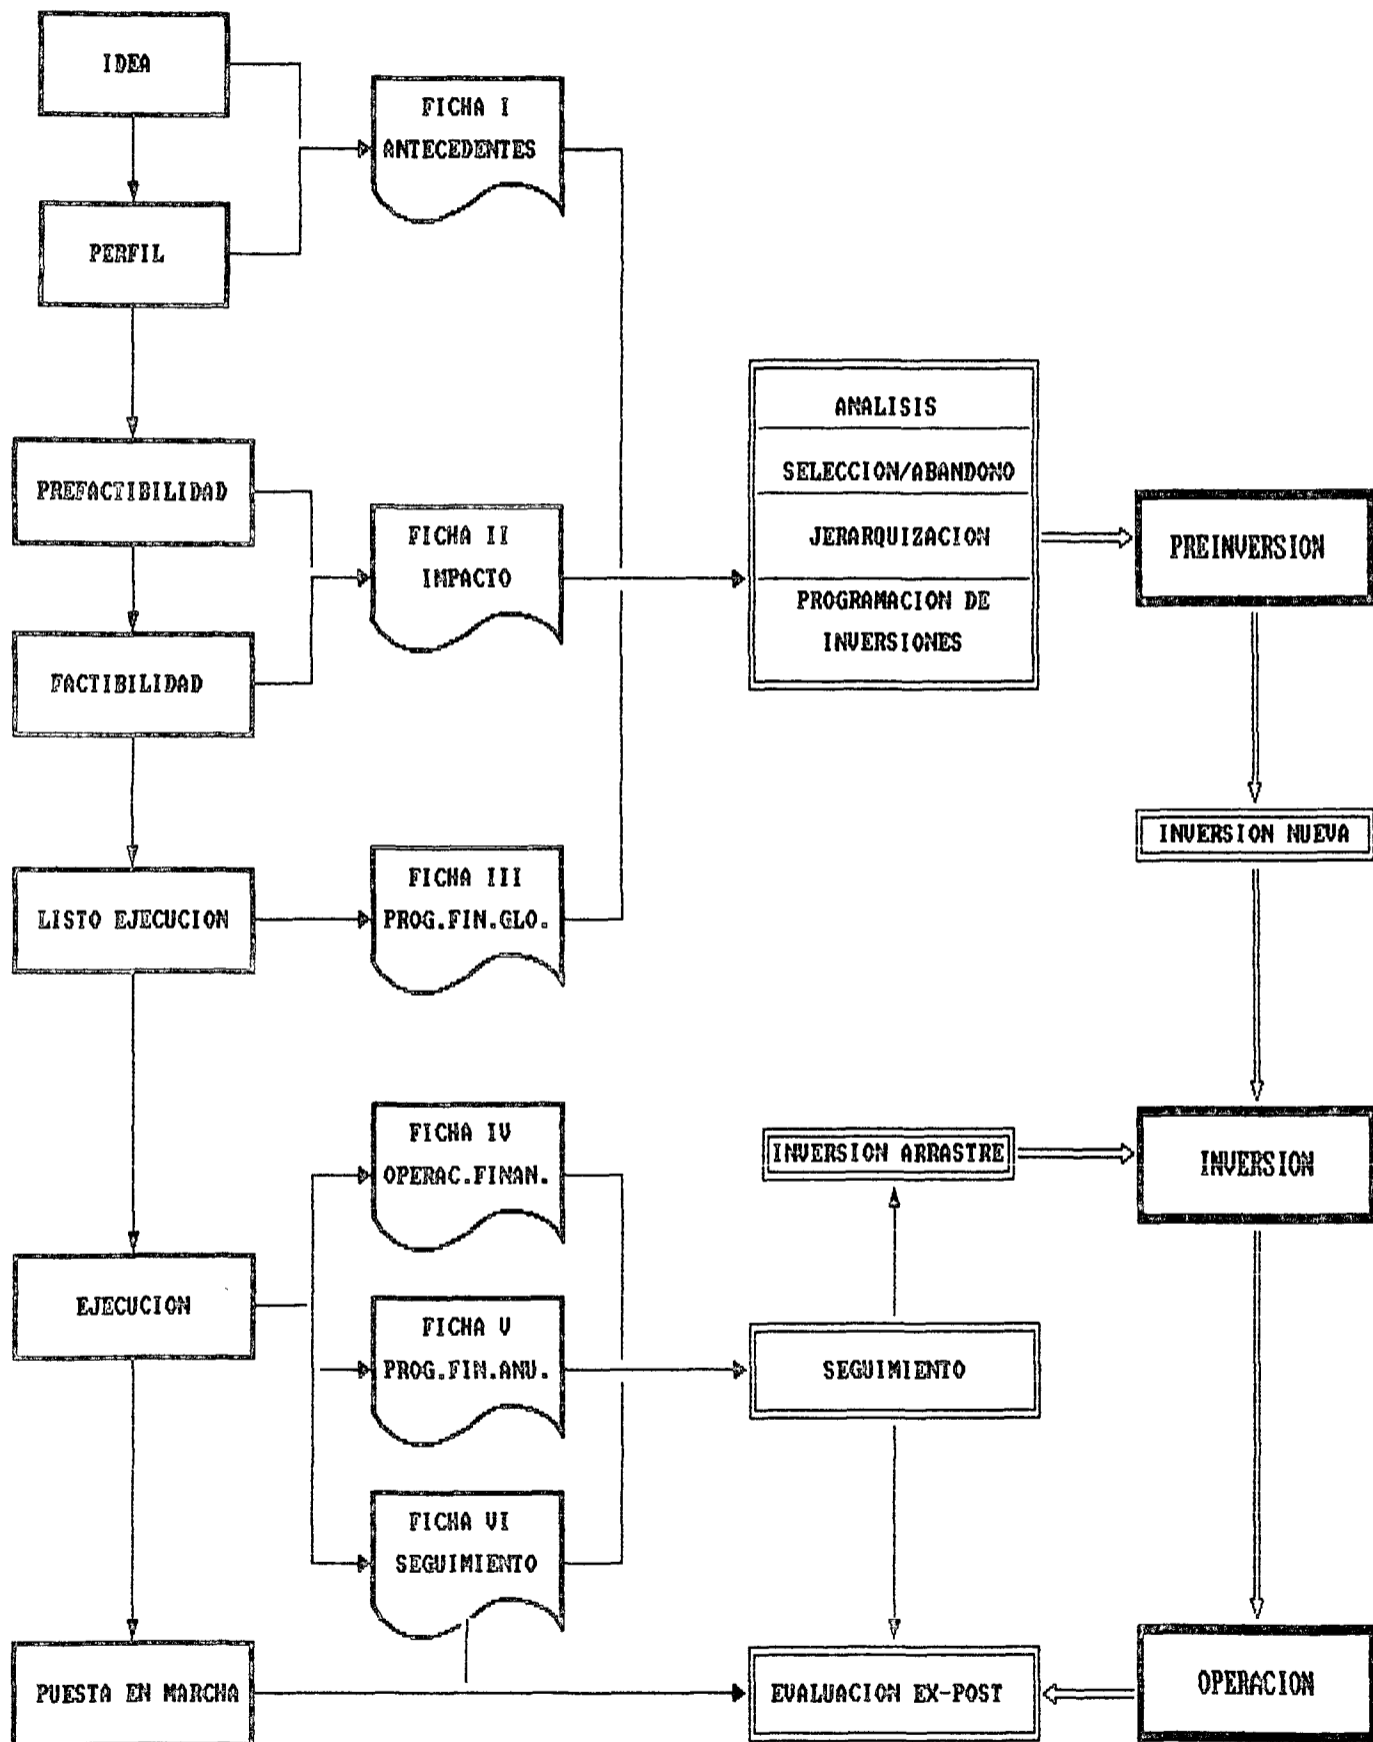 IDEA
FICHA I
ANTECEDENTES
PERFIL
ANALISIS
SELECCION/ABANDONO
JERARQUIZACION
PROGRAMACION DE
INVERSIONES
PREFACTIBILIDAD
FICHA II
IMPACTO
PREINVERSION
FACTIBILIDAD
INVERSION NUEVA
LISTO EJECUCION
FICHA III
PROG.FIN.GLO.
FICHA IV
OPERAC.FINAN.
INVERSION ARRASTRE
INVERSION
EJECUCION
FICHA V
PROG.FIN.ANU.
SEGUIMIENTO
FICHA VI
SEGUIMIENTO
PUESTA EN MARCHA
EVALUACION EX-POST
OPERACION